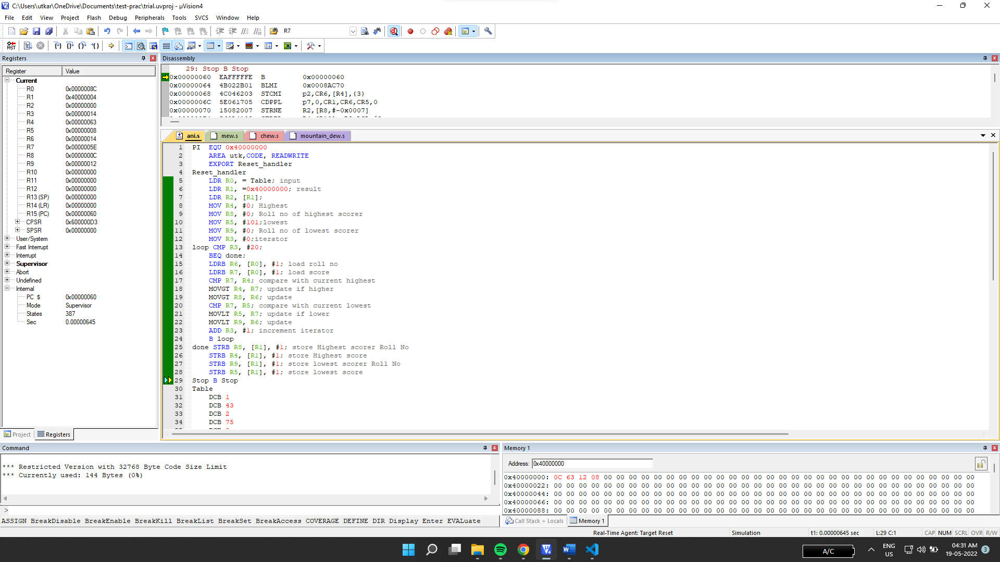 C:\Users\utkar\OneDrive\Documents\test-prac\trial.uvproj - µVision4
File Edit View Project Flash Debug Peripherals Tools SVCS Window Help
R7
Registers
Register Value
Current
R0 0x0000008C
R1 0x40000004
R2 0x00000000
R3 0x00000014
R4 0x00000063
R5 0x00000008
R6 0x00000014
R7 0x0000005E
R8 0x0000000C
R9 0x00000012
R10 0x00000000
R11 0x00000000
R12 0x00000000
R13 (SP) 0x00000000
R14 (LR) 0x00000000
R15 (PC) 0x00000060
CPSR 0x600000D3
SPSR 0x00000000
User/System
Fast Interrupt
Interrupt
Supervisor
Abort
Undefined
Internal
PC $ 0x00000060
Mode Supervisor
States 387
Sec 0.00000645
Project Registers
Disassembly
29: Stop B Stop
0x00000060 EAFFFFFE B 0x00000060
0x00000064 4B022B01 BLMI 0x0008AC70
0x00000068 4C046203 STCMI p2,CR6,[R4],{3}
0x0000006C 5E061705 CDPPL p7,0,CR1,CR6,CR5,0
0x00000070 15082007 STRNE R2,[R8,#-0x0007]
ani.s mew.s chew.s mountain_dew.s
1 PI EQU 0x40000000
2 AREA utk,CODE, READWRITE
3 EXPORT Reset_handler
4 Reset_handler
5 LDR R0, = Table; input
6 LDR R1, =0x40000000; result
7 LDR R2, [R1];
8 MOV R4, #0; Highest
9 MOV R8, #0; Roll no of highest scorer
10 MOV R5, #101;lowest
11 MOV R9, #0; Roll no of lowest scorer
12 MOV R3, #0;iterator
13 loop CMP R3, #20;
14 BEQ done;
15 LDRB R6, [R0], #1; load roll no
16 LDRB R7, [R0], #1; load score
17 CMP R7, R4; compare with current highest
18 MOVGT R4, R7; update if higher
19 MOVGT R8, R6; update
20 CMP R7, R5; compare with current lowest
21 MOVLT R5, R7; update if lower
22 MOVLT R9, R6; update
23 ADD R3, #1; increment iterator
24 B loop
25 done STRB R8, [R1], #1; store Highest scorer Roll No
26 STRB R4, [R1], #1; store Highest score
27 STRB R9, [R1], #1; store lowest scorer Roll No
28 STRB R5, [R1], #1; store lowest score
29 Stop B Stop
30 Table
31 DCB 1
32 DCB 43
33 DCB 2
34 DCB 75
Command
*** Restricted Version with 32768 Byte Code Size Limit
*** Currently used: 144 Bytes (0%)
>
ASSIGN BreakDisable BreakEnable BreakKill BreakList BreakSet BreakAccess COVERAGE DEFINE DIR Display Enter EVALuate
Memory 1
Address: 0x40000000
0x40000000: 0C 63 12 08 00 00 00 00 00 00 00 00 00 00 00 00 00 00 00 00 00 00 00 00 00 00 00 00 00 00 00 00 00 00
0x40000022: 00 00 00 00 00 00 00 00 00 00 00 00 00 00 00 00 00 00 00 00 00 00 00 00 00 00 00 00 00 00 00 00 00 00
0x40000044: 00 00 00 00 00 00 00 00 00 00 00 00 00 00 00 00 00 00 00 00 00 00 00 00 00 00 00 00 00 00 00 00 00 00
0x40000066: 00 00 00 00 00 00 00 00 00 00 00 00 00 00 00 00 00 00 00 00 00 00 00 00 00 00 00 00 00 00 00 00 00 00
0x40000088: 00 00 00 00 00 00 00 00 00 00 00 00 00 00 00 00 00 00 00 00 00 00 00 00 00 00 00 00 00 00 00 00 00 00
Call Stack + Locals Memory 1
Real-Time Agent: Target Reset Simulation t1: 0.00000645 sec L:29 C:1 CAP NUM SCRL OVR R/W
A/C
ENG
US
04:31 AM
19-05-2022
3